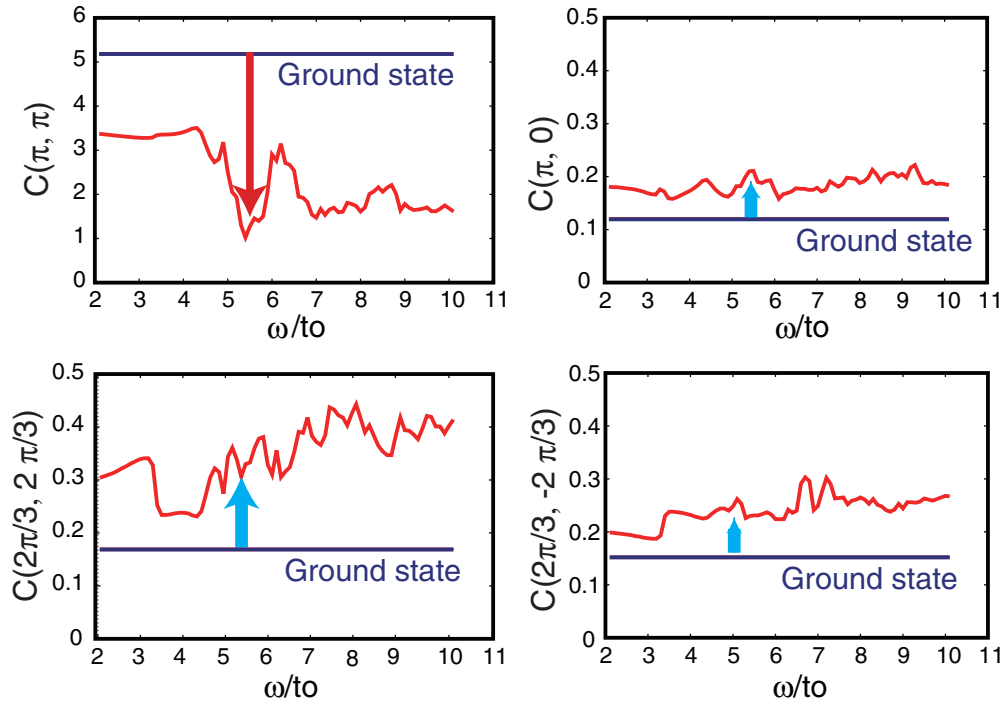 6
5
4
3
2
1
0
C(π, π)
Ground state
2 3 4 5 6 7 8 9 10 11
ω/to
0.5
0.4
0.3
0.2
0.1
0
C(π, 0)
Ground state
2 3 4 5 6 7 8 9 10 11
ω/to
0.5
0.4
0.3
0.2
0.1
0
C(2π/3, 2 π/3)
Ground state
2 3 4 5 6 7 8 9 10 11
ω/to
0.5
0.4
0.3
0.2
0.1
0
C(2π/3, -2 π/3)
Ground state
2 3 4 5 6 7 8 9 10 11
ω/to